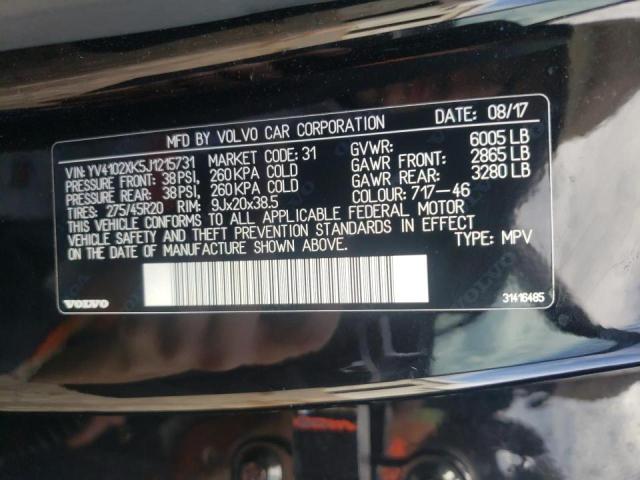 MFD BY VOLVO CAR CORPORATION DATE: 08/17
VIN: YV4102XK5J1215731 MARKET CODE: 31 GVWR: 6005 LB
PRESSURE FRONT: 38 PSI, 260 KPA COLD GAWR FRONT: 2865 LB
PRESSURE REAR: 38 PSI, 260 KPA COLD GAWR REAR: 3280 LB
TIRES: 275/45R20 RIM: 9Jx20x38.5 COLOUR: 717-46
THIS VEHICLE CONFORMS TO ALL APPLICABLE FEDERAL MOTOR
VEHICLE SAFETY AND THEFT PREVENTION STANDARDS IN EFFECT
ON THE DATE OF MANUFACTURE SHOWN ABOVE. TYPE: MPV
VOLVO 31416485